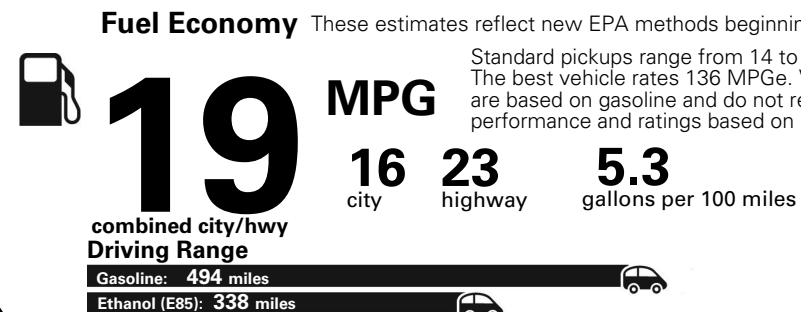 Fuel Economy These estimates reflect new EPA methods beginnin
Standard pickups range from 14 to
The best vehicle rates 136 MPGe. V
are based on gasoline and do not re
performance and ratings based on
19 MPG
16 city
23 highway
5.3 gallons per 100 miles
combined city/hwy
Driving Range
Gasoline: 494 miles
Ethanol (E85): 338 miles